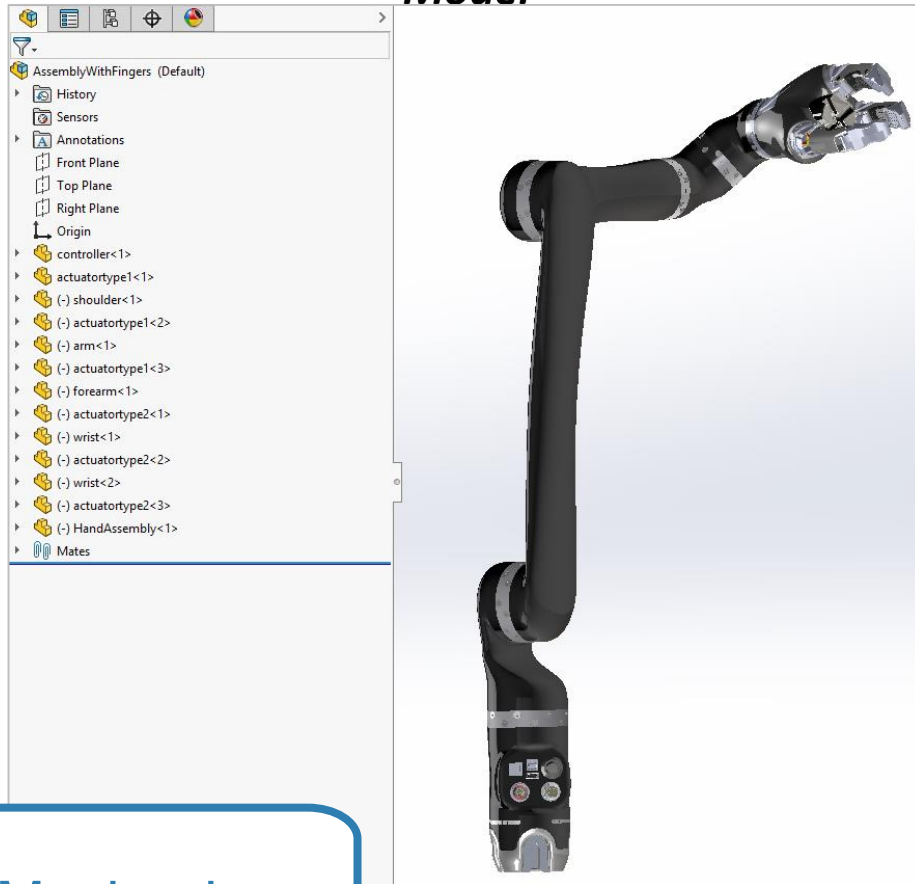 Model
AssemblyWithFingers (Default)
History
Sensors
Annotations
Front Plane
Top Plane
Right Plane
Origin
controller<1>
actuatortype1<1>
(-) shoulder<1>
(-) actuatortype1<2>
(-) arm<1>
(-) actuatortype1<3>
(-) forearm<1>
(-) actuatortype2<1>
(-) wrist<1>
(-) actuatortype2<2>
(-) wrist<2>
(-) actuatortype2<3>
(-) HandAssembly<1>
Mates